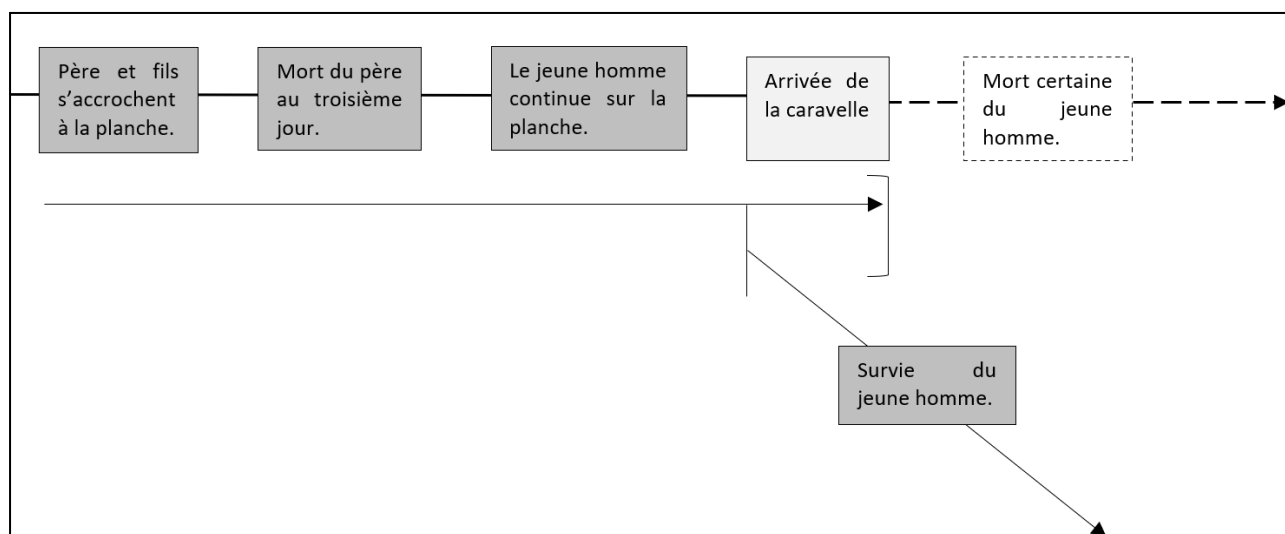 Père et fils
s’accrochent
à la planche.
Mort du père
au troisième
jour.
Le jeune homme
continue sur la
planche.
Arrivée de
la caravelle
Mort certaine
du jeune
homme.
Survie du
jeune homme.